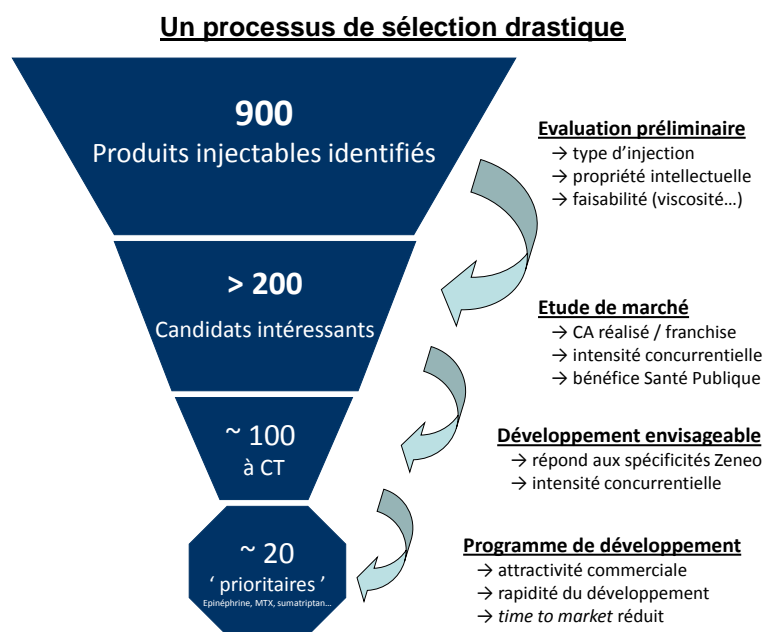 Un processus de sélection drastique
900
Produits injectables identifiés
> 200
Candidats intéressants
~ 100
à CT
~ 20
‘ prioritaires ’
Epinéphrine, MTX, sumatriptan...
Evaluation préliminaire
→ type d’injection
→ propriété intellectuelle
→ faisabilité (viscosité…)
Etude de marché
→ CA réalisé / franchise
→ intensité concurrentielle
→ bénéfice Santé Publique
Développement envisageable
→ répond aux spécificités Zeneo
→ intensité concurrentielle
Programme de développement
→ attractivité commerciale
→ rapidité du développement
→ time to market réduit